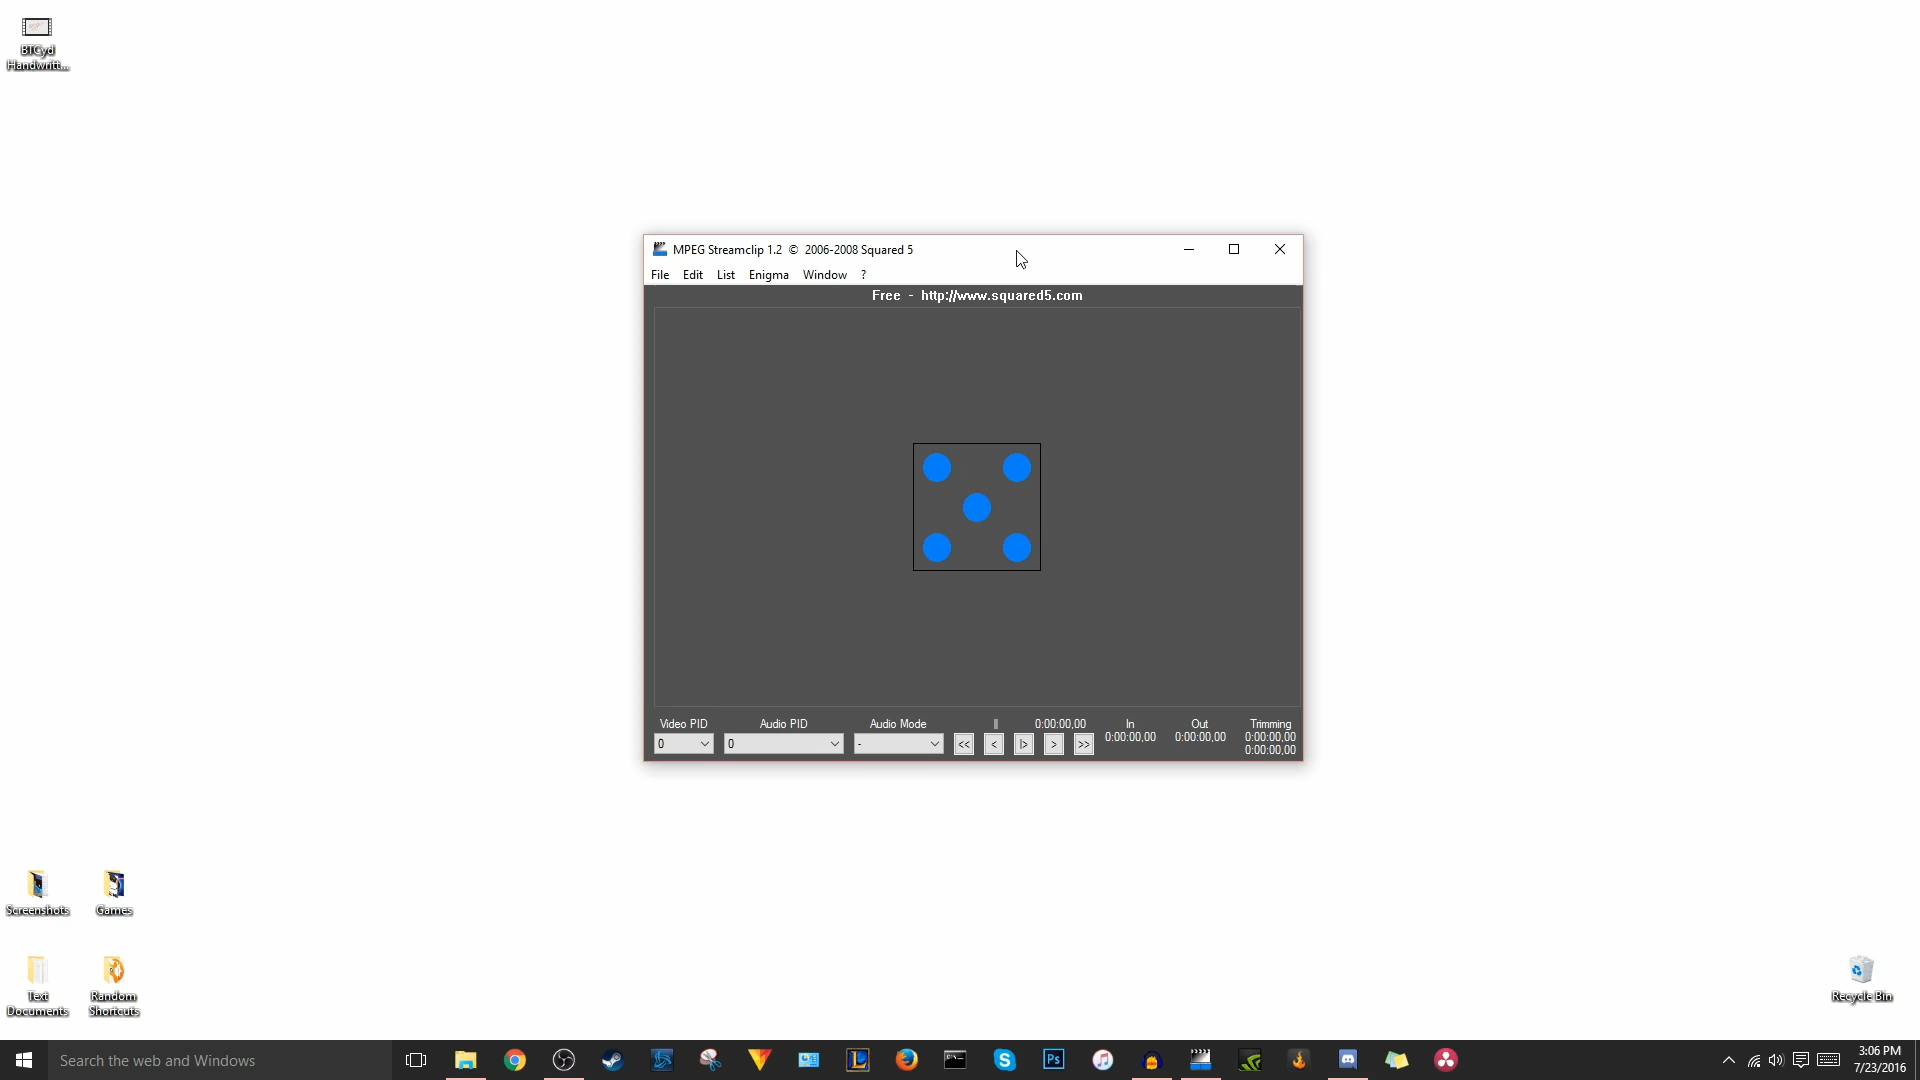 BTCyd
Handwritt...
MPEG Streamclip 1.2 © 2006-2008 Squared 5
File Edit List Enigma Window ?
Free - http://www.squared5.com
Video PID Audio PID Audio Mode || 0:00:00,00 In Out Trimming
0 0 - << < |> > >> 0:00:00,00 0:00:00,00 0:00:00,00
0:00:00,00
Screenshots Games
Text
Documents
Random
Shortcuts
Recycle Bin
Search the web and Windows
Ps
3:06 PM
7/23/2016